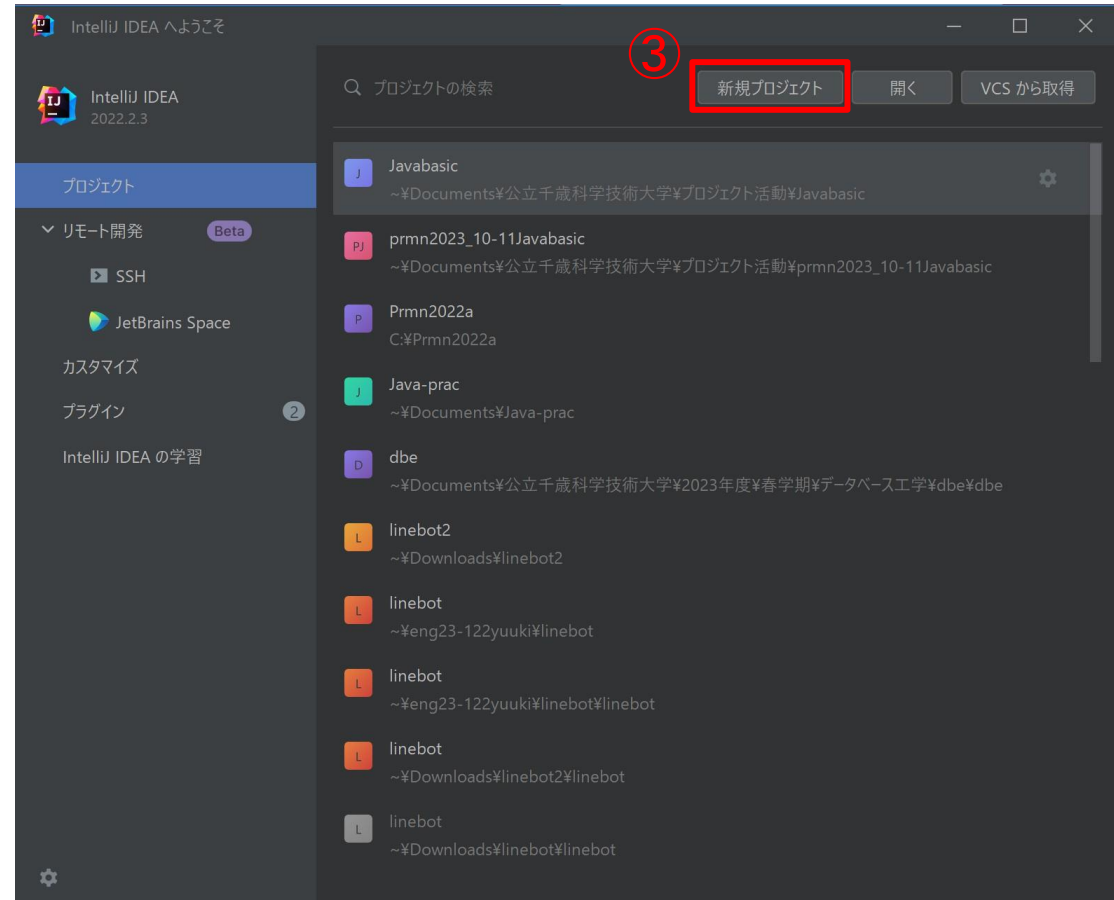 IntelliJ IDEA へようこそ
IJ
IntelliJ IDEA
2022.2.3
プロジェクト
リモート開発 Beta
SSH
JetBrains Space
カスタマイズ
プラグイン 2
IntelliJ IDEA の学習
③
プロジェクトの検索 新規プロジェクト 開く VCS から取得
J Javabasic
~¥Documents¥公立千歳科学技術大学¥プロジェクト活動¥Javabasic
PJ prmn2023_10-11Javabasic
~¥Documents¥公立千歳科学技術大学¥プロジェクト活動¥prmn2023_10-11Javabasic
P Prmn2022a
C:¥Prmn2022a
J Java-prac
~¥Documents¥Java-prac
D dbe
~¥Documents¥公立千歳科学技術大学¥2023年度¥春学期¥データベース工学¥dbe¥dbe
L linebot2
~¥Downloads¥linebot2
L linebot
~¥eng23-122yuuki¥linebot
L linebot
~¥eng23-122yuuki¥linebot¥linebot
L linebot
~¥Downloads¥linebot2¥linebot
L linebot
~¥Downloads¥linebot¥linebot